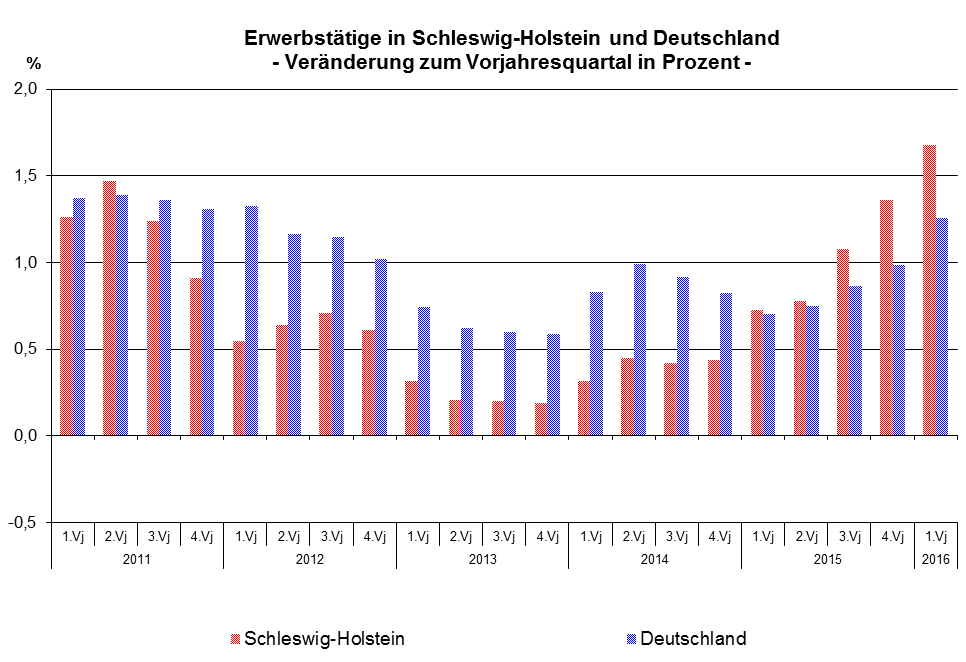 Erwerbstätige in Schleswig-Holstein und Deutschland
- Veränderung zum Vorjahresquartal in Prozent -
%
2,0
1,5
1,0
0,5
0,0
-0,5
1.Vj 2.Vj 3.Vj 4.Vj 1.Vj 2.Vj 3.Vj 4.Vj 1.Vj 2.Vj 3.Vj 4.Vj 1.Vj 2.Vj 3.Vj 4.Vj 1.Vj 2.Vj 3.Vj 4.Vj 1.Vj
2011 2012 2013 2014 2015 2016
Schleswig-Holstein Deutschland